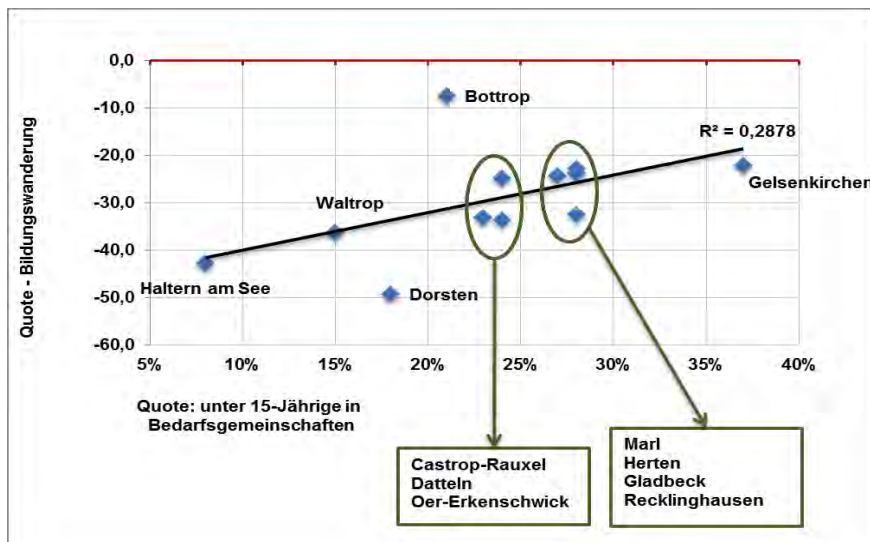 0,0
-10,0
-20,0
-30,0
-40,0
-50,0
-60,0
Quote - Bildungswanderung
Bottrop
R² = 0,2878
Gelsenkirchen
Waltrop
Haltern am See
Dorsten
5% 10% 15% 20% 25% 30% 35% 40%
Quote: unter 15-Jährige in
Bedarfsgemeinschaften
Castrop-Rauxel
Datteln
Oer-Erkenschwick
Marl
Herten
Gladbeck
Recklinghausen